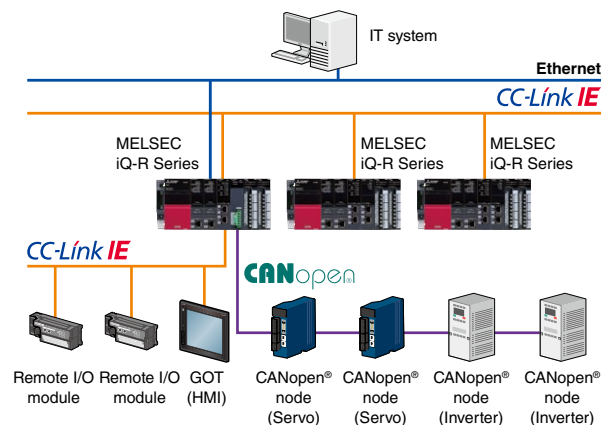 IT system
Ethernet
CC-Link IE
MELSEC
iQ-R Series
MELSEC
iQ-R Series
MELSEC
iQ-R Series
CC-Link IE
CANopen®
Remote I/O
module
Remote I/O
module
GOT
(HMI)
CANopen®
node
(Servo)
CANopen®
node
(Servo)
CANopen®
node
(Inverter)
CANopen®
node
(Inverter)